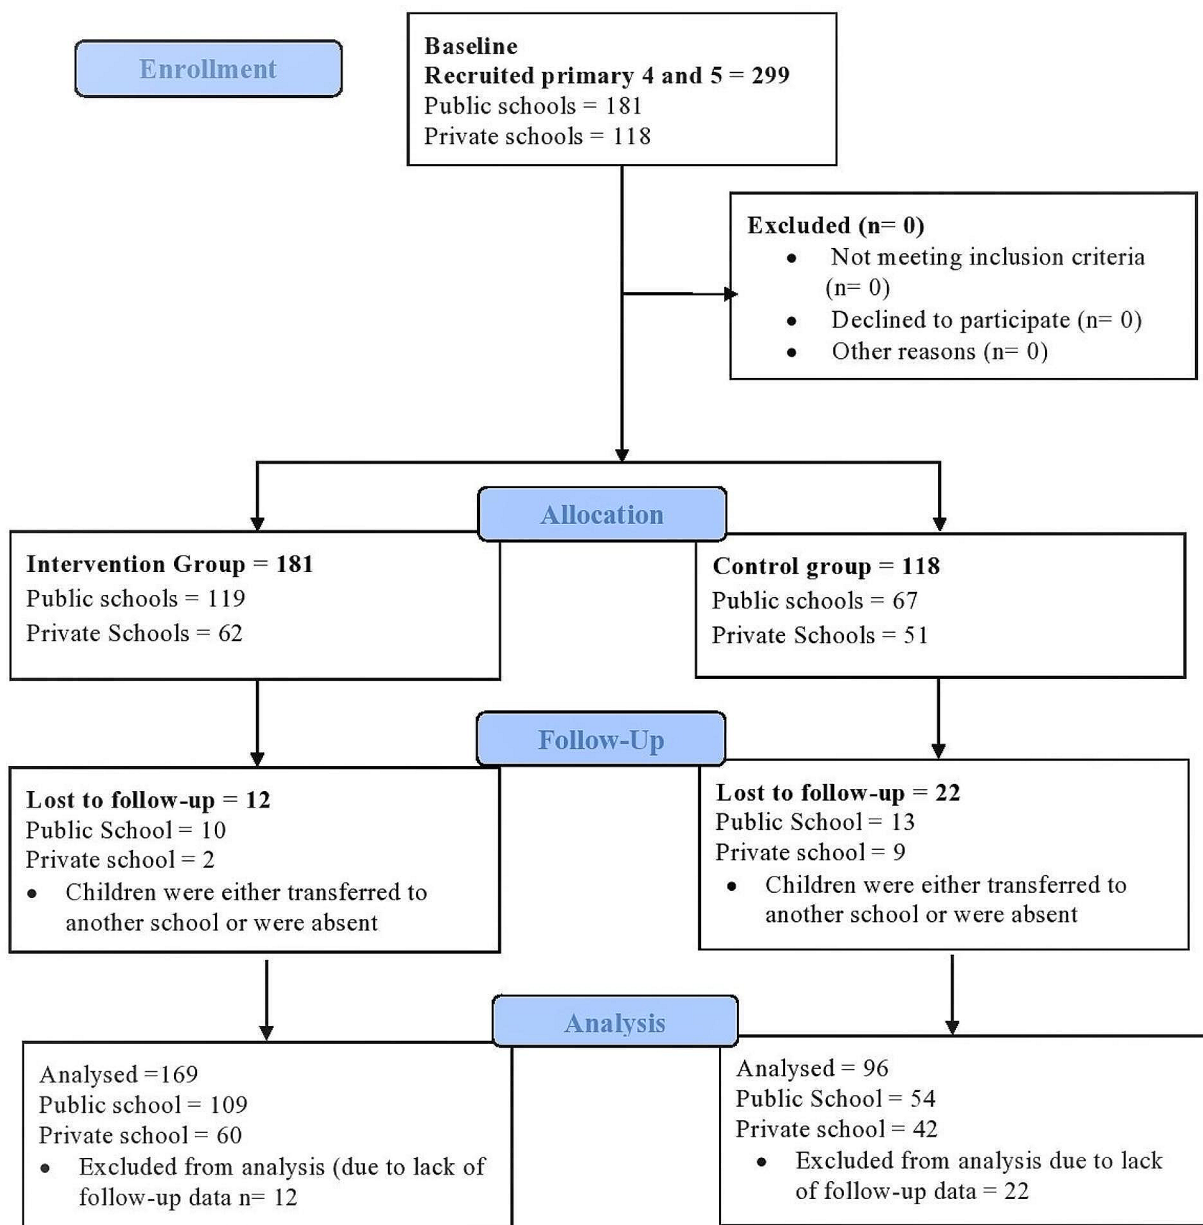 Enrollment
Baseline
Recruited primary 4 and 5 = 299
Public schools = 181
Private schools = 118
Excluded (n= 0)
• Not meeting inclusion criteria
(n= 0)
• Declined to participate (n= 0)
• Other reasons (n= 0)
Allocation
Intervention Group = 181
Public schools = 119
Private Schools = 62
Control group = 118
Public schools = 67
Private Schools = 51
Follow-Up
Lost to follow-up = 12
Public School = 10
Private school = 2
• Children were either transferred to
another school or were absent
Lost to follow-up = 22
Public School = 13
Private school = 9
• Children were either transferred to
another school or were absent
Analysis
Analysed =169
Public school = 109
Private school = 60
• Excluded from analysis (due to lack of
follow-up data n= 12
Analysed = 96
Public School = 54
Private school = 42
• Excluded from analysis due to lack
of follow-up data = 22